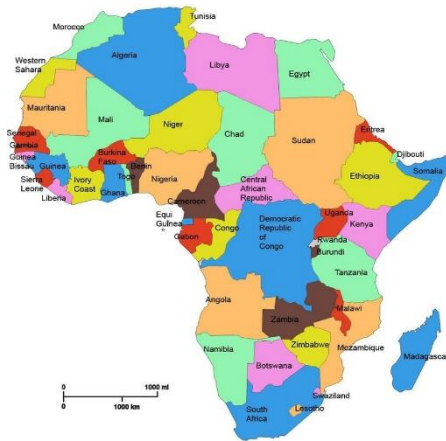 Tunisia
Morocco
Algeria
Western
Sahara
Libya
Egypt
Mauritania
Mali
Niger
Chad
Sudan
Eritrea
Senegal
Gambia
Guinea
Bissau
Guinea
Burkina
Faso
Benin
Togo
Djibouti
Somalia
Sierra
Leone
Ivory
Coast
Ghana
Nigeria
Central
African
Republic
Ethiopia
Liberia
Cameroon
Equi
Guinea
Gabon
Congo
Democratic
Republic
of
Congo
Uganda
Kenya
Rwanda
Burundi
Tanzania
Angola
Zambia
Malawi
Mozambique
Zimbabwe
Namibia
Botswana
Madagascar
Swaziland
South
Africa
Lesotho
0 1000 ml
0 1000 km